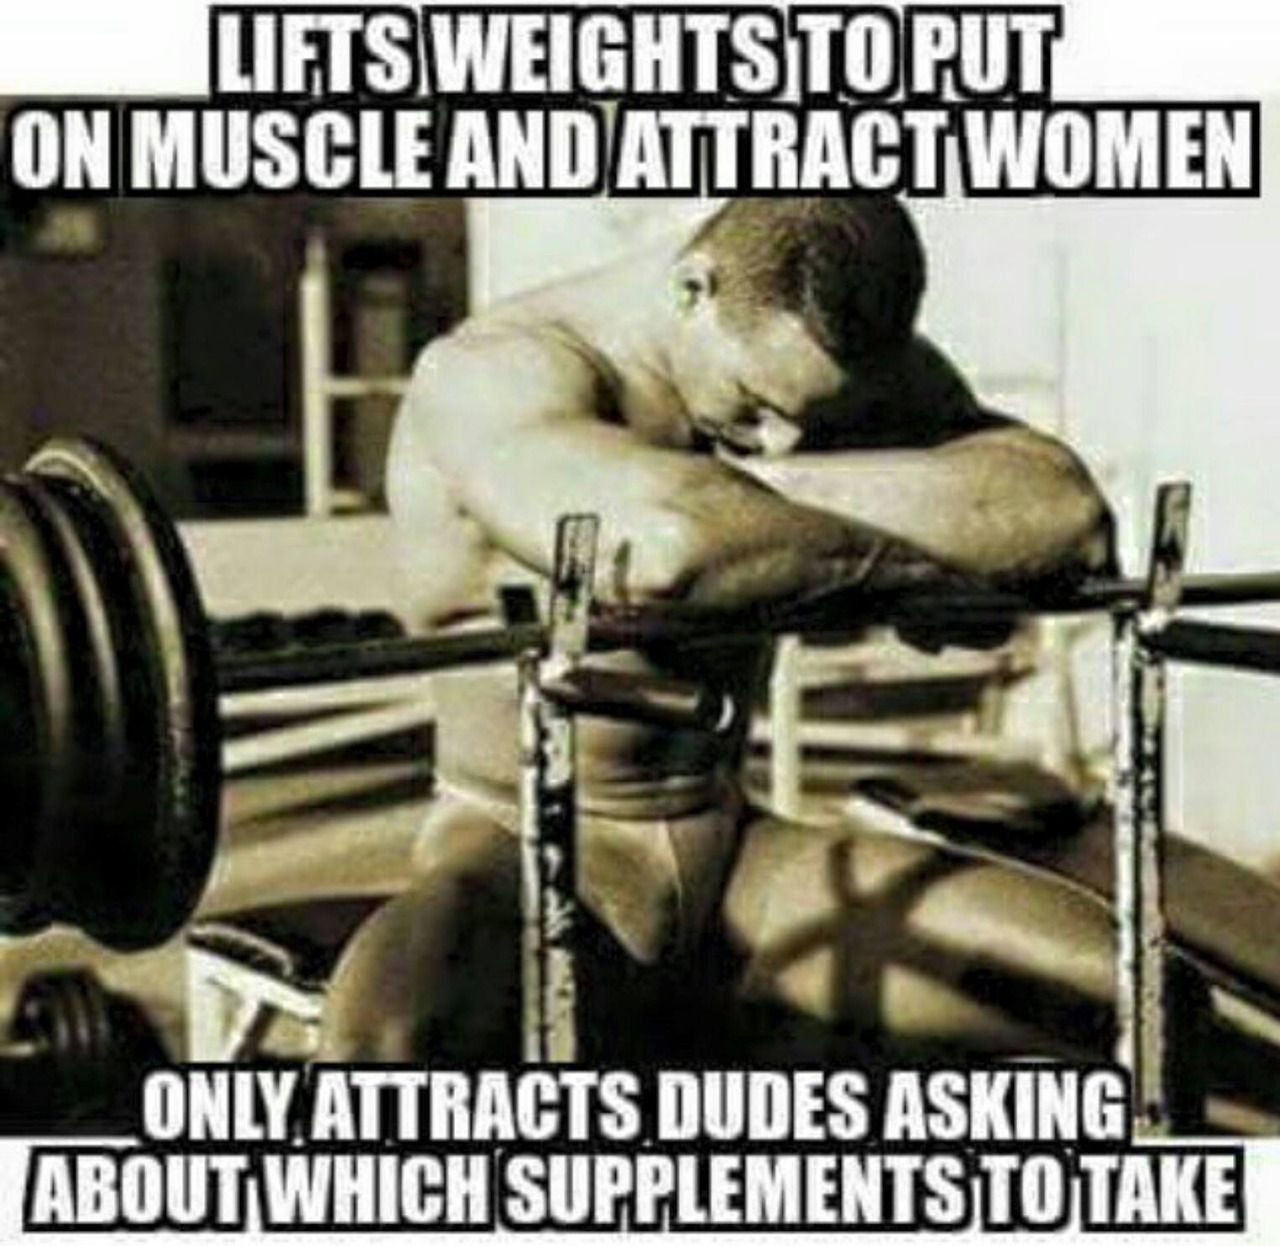 LIFTS WEIGHTS TO PUT
ON MUSCLE AND ATTRACT WOMEN
ONLY ATTRACTS DUDES ASKING
ABOUT WHICH SUPPLEMENTS TO TAKE